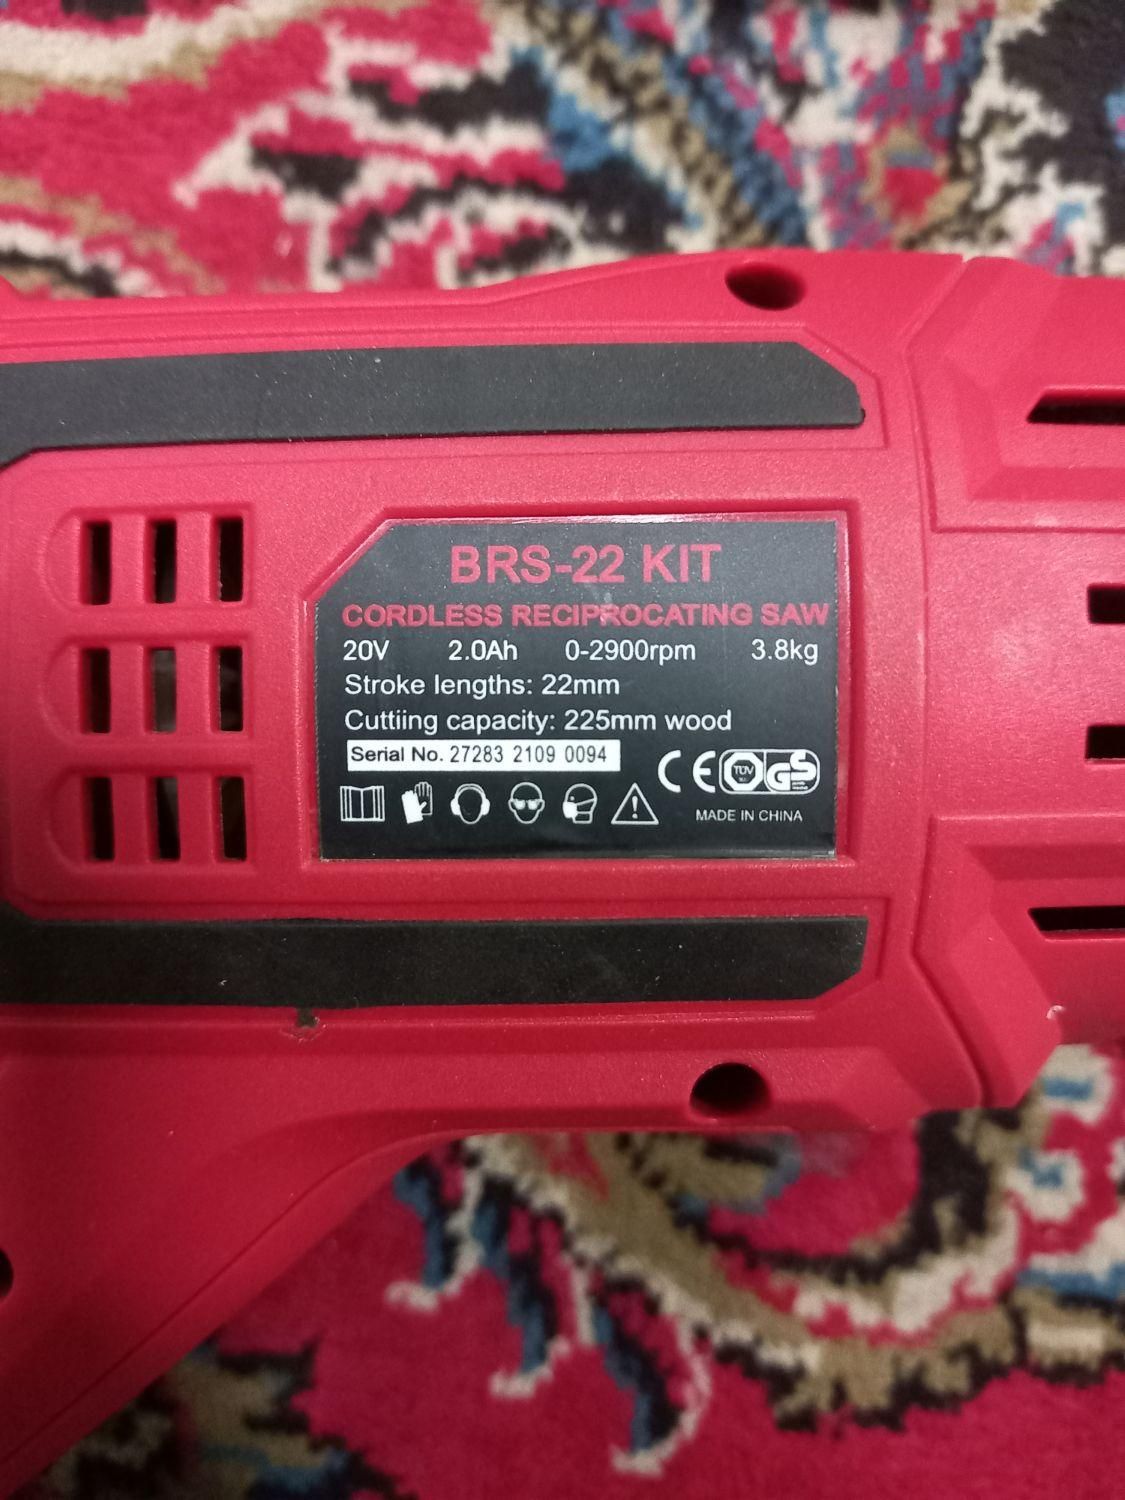 BRS-22 KIT
CORDLESS RECIPROCATING SAW
20V 2.0Ah 0-2900rpm 3.8kg
Stroke lengths: 22mm
Cuttiing capacity: 225mm wood
Serial No. 27283 2109 0094
CE TÜV GS
MADE IN CHINA